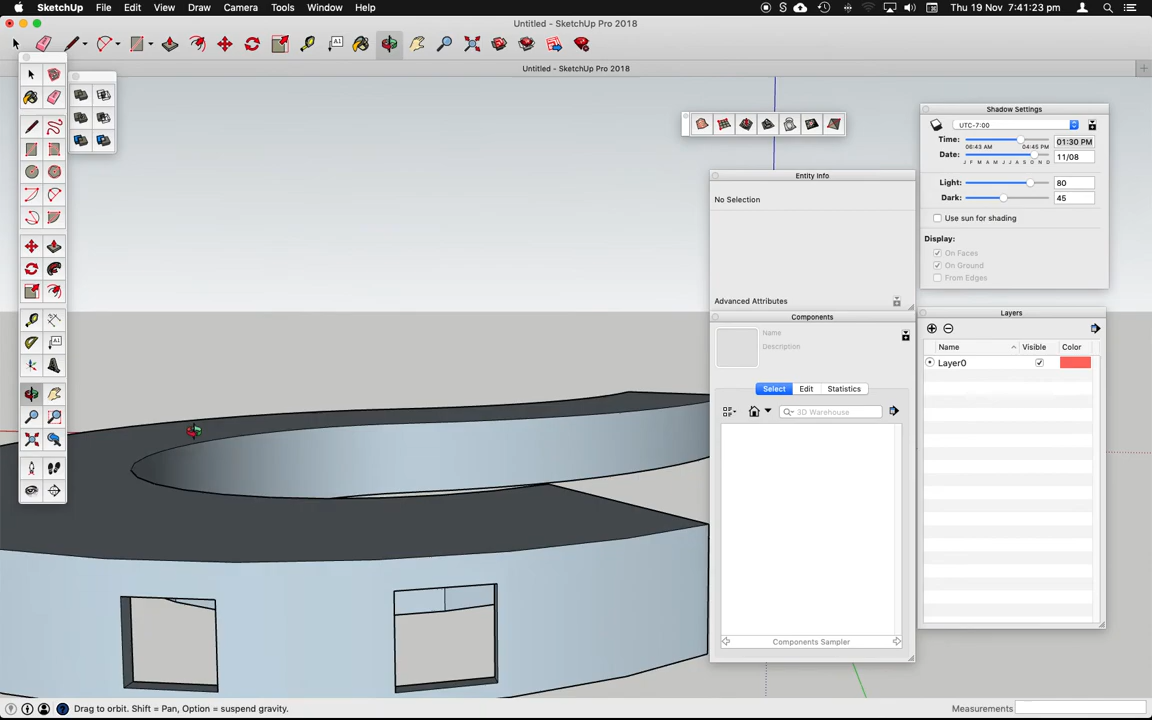 SketchUp File Edit View Draw Camera Tools Window Help
Thu 19 Nov 7:41:23 pm
Untitled - SketchUp Pro 2018
Untitled - SketchUp Pro 2018
Shadow Settings
UTC-7:00
Time: 06:43 AM 04:45 PM 01:30 PM
Date: J F M A M J J A S O N D 11/08
Light: 80
Dark: 45
Use sun for shading
Display:
On Faces
On Ground
From Edges
Entity Info
No Selection
Advanced Attributes
Components
Name
Description
Select Edit Statistics
3D Warehouse
Components Sampler
Layers
Name Visible Color
Layer0
Drag to orbit. Shift = Pan, Option = suspend gravity.
Measurements